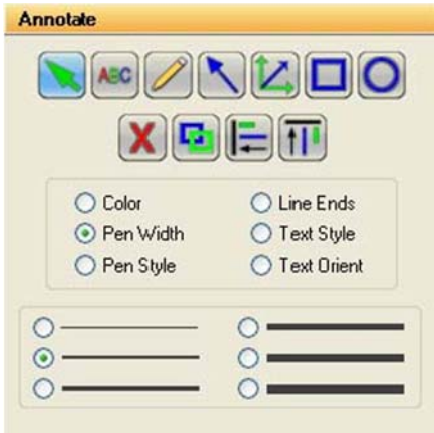 Annotate
ABC
Color
Line Ends
Pen Width
Text Style
Pen Style
Text Orient